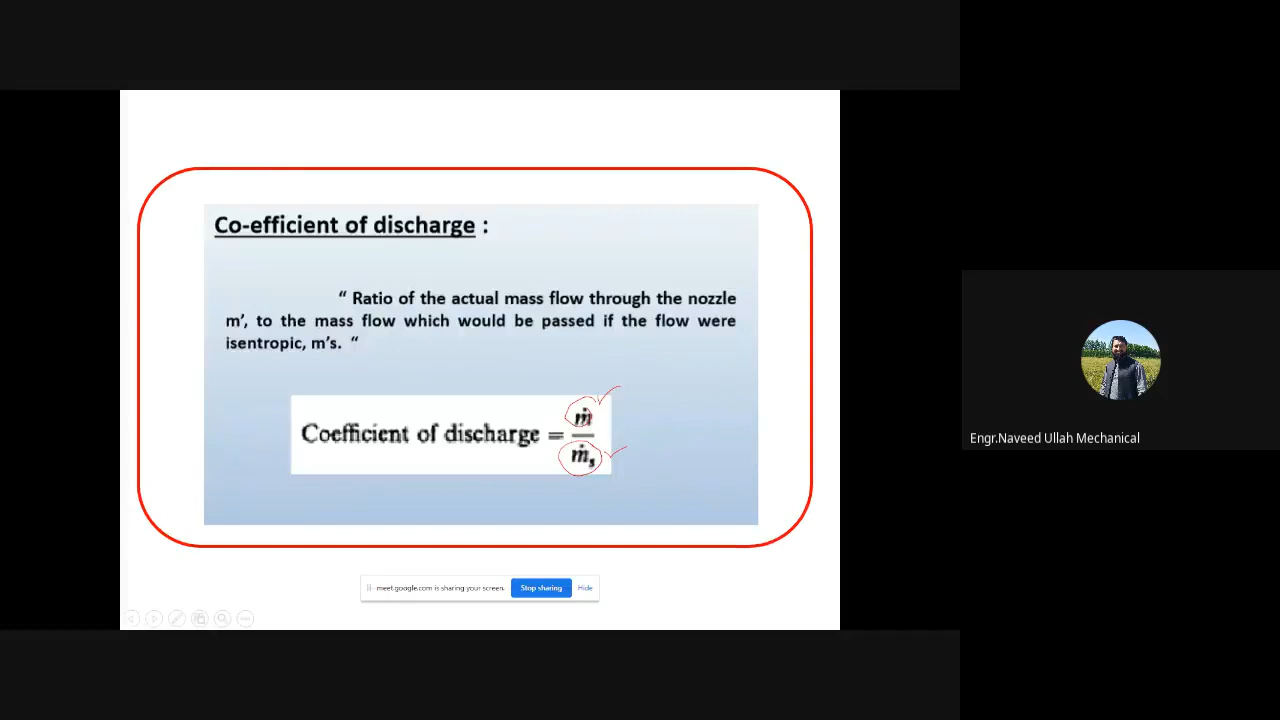 Co-efficient of discharge :
“ Ratio of the actual mass flow through the nozzle
m’, to the mass flow which would be passed if the flow were
isentropic, m’s. “
Coefficient of discharge = ṁ / ṁs
meet.google.com is sharing your screen. Stop sharing Hide
Engr.Naveed Ullah Mechanical